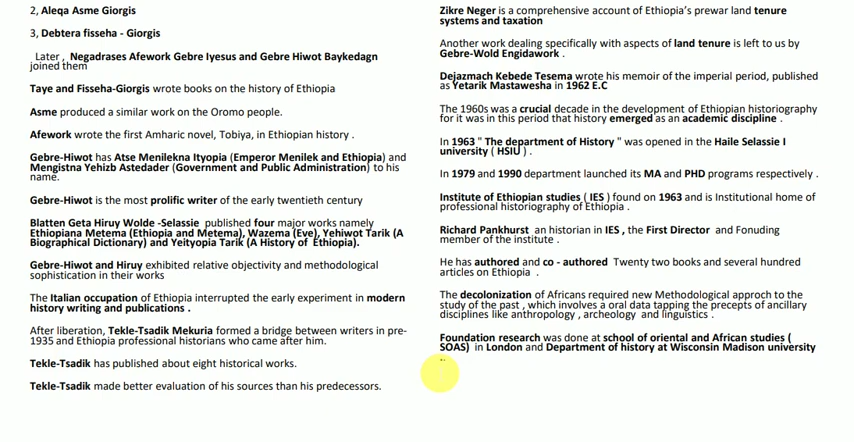 2, Aleqa Asme Giorgis
3, Debtera fisseha - Giorgis
Later , Negadrases Afework Gebre Iyesus and Gebre Hiwot Baykedagn
joined them
Taye and Fisseha-Giorgis wrote books on the history of Ethiopia
Asme produced a similar work on the Oromo people.
Afework wrote the first Amharic novel, Tobiya, in Ethiopian history .
Gebre-Hiwot has Atse Menilekna Ityopia (Emperor Menilek and Ethiopia) and
Mengistna Yehizb Astedader (Government and Public Administration) to his
name.
Gebre-Hiwot is the most prolific writer of the early twentieth century
Blatten Geta Hiruy Wolde -Selassie published four major works namely
Ethiopiana Metema (Ethiopia and Metema), Wazema (Eve), Yehiwot Tarik (A
Biographical Dictionary) and Yeityopia Tarik (A History of Ethiopia).
Gebre-Hiwot and Hiruy exhibited relative objectivity and methodological
sophistication in their works
The Italian occupation of Ethiopia interrupted the early experiment in modern
history writing and publications .
After liberation, Tekle-Tsadik Mekuria formed a bridge between writers in pre-
1935 and Ethiopia professional historians who came after him.
Tekle-Tsadik has published about eight historical works.
Tekle-Tsadik made better evaluation of his sources than his predecessors.
Zikre Neger is a comprehensive account of Ethiopia's prewar land tenure
systems and taxation
Another work dealing specifically with aspects of land tenure is left to us by
Gebre-Wold Engidawork .
Dejazmach Kebede Tesema wrote his memoir of the imperial period, published
as Yetarik Mastawesha in 1962 E.C
The 1960s was a crucial decade in the development of Ethiopian historiography
for it was in this period that history emerged as an academic discipline .
In 1963 " The department of History " was opened in the Haile Selassie I
university ( HSIU ) .
In 1979 and 1990 department launched its MA and PHD programs respectively .
Institute of Ethiopian studies ( IES ) found on 1963 and is Institutional home of
professional historiography of Ethiopia .
Richard Pankhurst an historian in IES , the First Director and Fonuding
member of the institute .
He has authored and co - authored Twenty two books and several hundred
articles on Ethiopia .
The decolonization of Africans required new Methodological approch to the
study of the past , which involves a oral data tapping the precepts of ancillary
disciplines like anthropology , archeology and linguistics .
Foundation research was done at school of oriental and African studies (
SOAS) in London and Department of history at Wisconsin Madison university